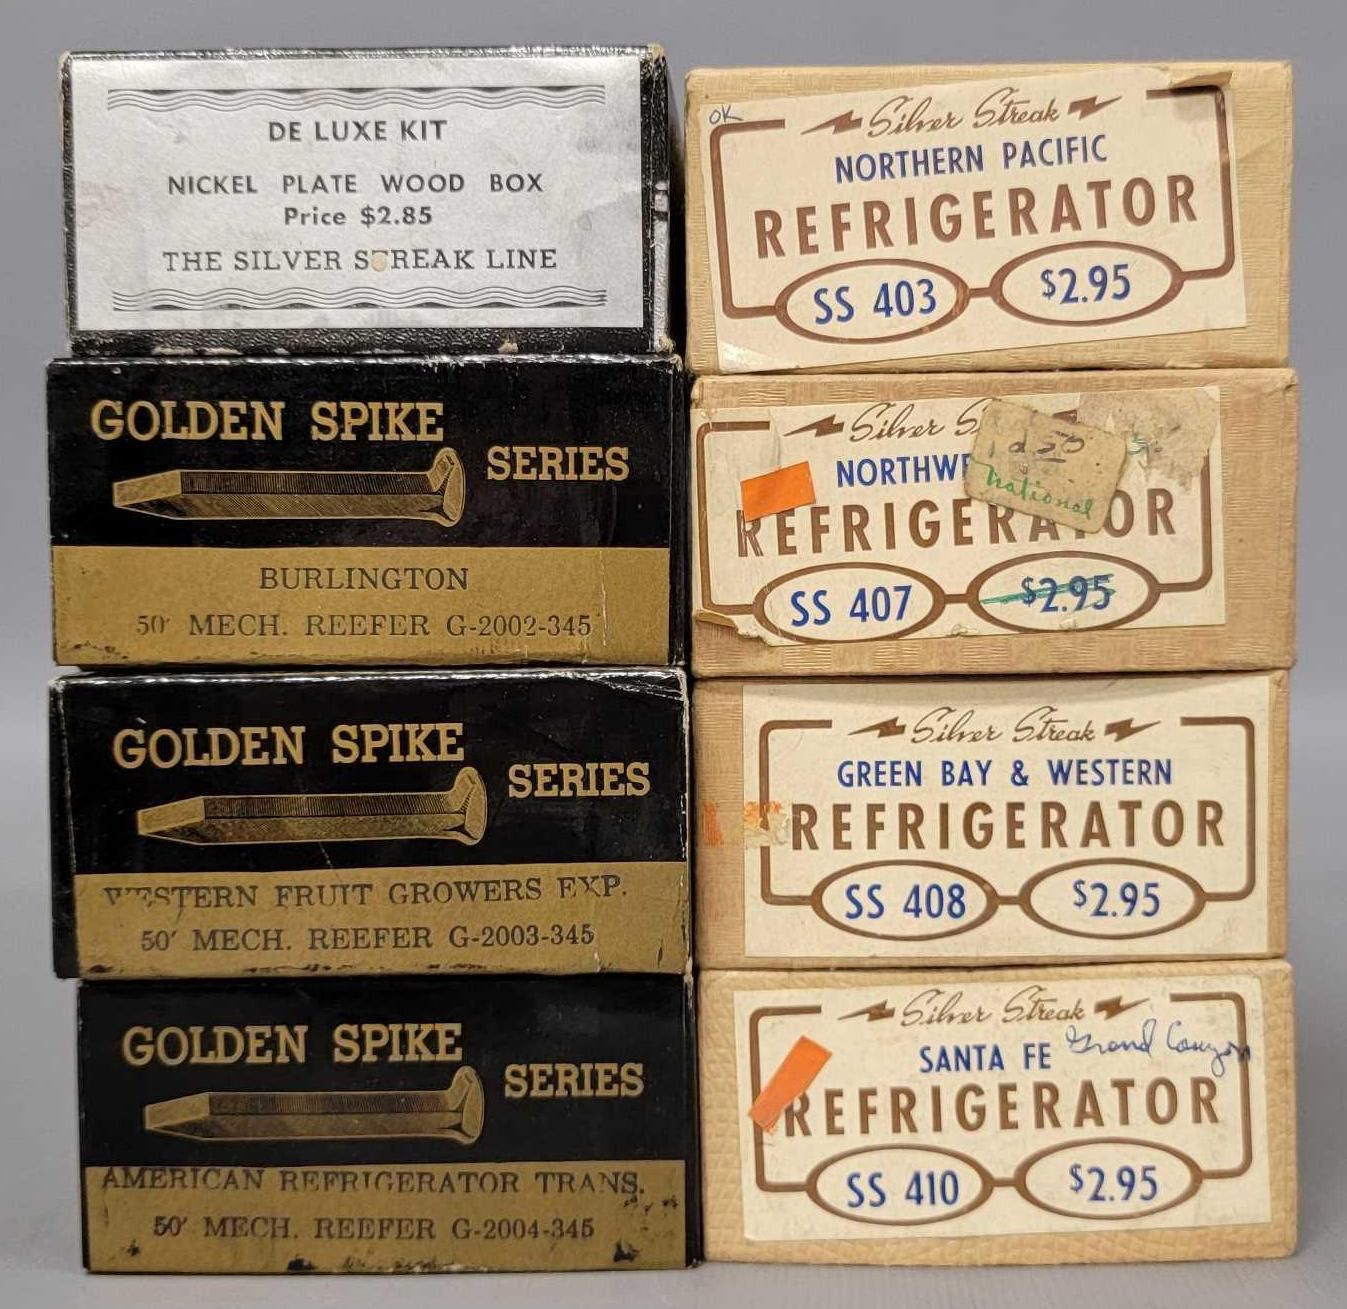 DE LUXE KIT
NICKEL PLATE WOOD BOX
Price $2.85
THE SILVER STREAK LINE
GOLDEN SPIKE
SERIES
BURLINGTON
50' MECH. REEFER G-2002-345
GOLDEN SPIKE
SERIES
WESTERN FRUIT GROWERS EXP.
50' MECH. REEFER G-2003-345
GOLDEN SPIKE
SERIES
AMERICAN REFRIGERATOR TRANS.
50' MECH. REEFER G-2004-345
OK
Silver Streak
NORTHERN PACIFIC
REFRIGERATOR
SS 403 $2.95
Silver S
NORTHWE
National
REFRIGERATOR
SS 407 $2.95
Silver Streak
GREEN BAY & WESTERN
REFRIGERATOR
SS 408 $2.95
Silver Streak
SANTA FE Grand Canyon
REFRIGERATOR
SS 410 $2.95